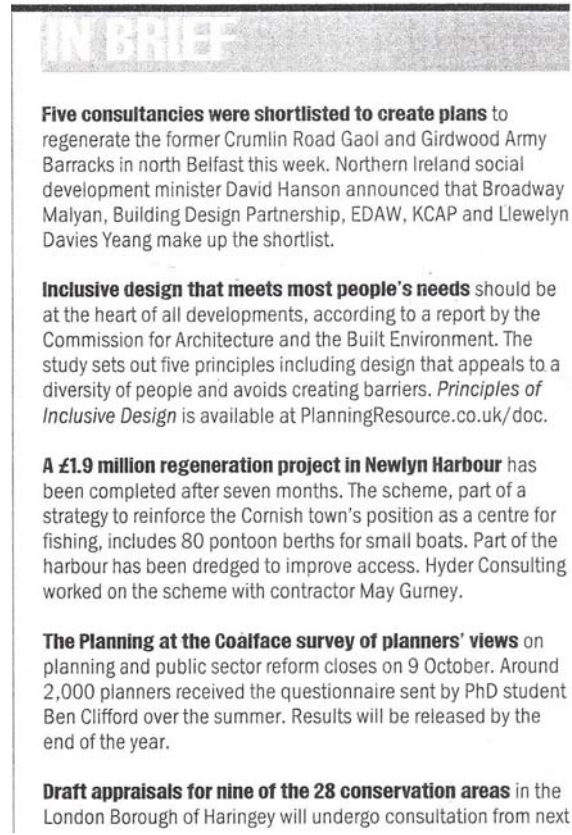 IN BRIEF
Five consultancies were shortlisted to create plans to
regenerate the former Crumlin Road Gaol and Girdwood Army
Barracks in north Belfast this week. Northern Ireland social
development minister David Hanson announced that Broadway
Malyan, Building Design Partnership, EDAW, KCAP and Llewelyn
Davies Yeang make up the shortlist.
Inclusive design that meets most people's needs should be
at the heart of all developments, according to a report by the
Commission for Architecture and the Built Environment. The
study sets out five principles including design that appeals to a
diversity of people and avoids creating barriers. Principles of
Inclusive Design is available at PlanningResource.co.uk/doc.
A £1.9 million regeneration project in Newlyn Harbour has
been completed after seven months. The scheme, part of a
strategy to reinforce the Cornish town's position as a centre for
fishing, includes 80 pontoon berths for small boats. Part of the
harbour has been dredged to improve access. Hyder Consulting
worked on the scheme with contractor May Gurney.
The Planning at the Coalface survey of planners' views on
planning and public sector reform closes on 9 October. Around
2,000 planners received the questionnaire sent by PhD student
Ben Clifford over the summer. Results will be released by the
end of the year.
Draft appraisals for nine of the 28 conservation areas in the
London Borough of Haringey will undergo consultation from next